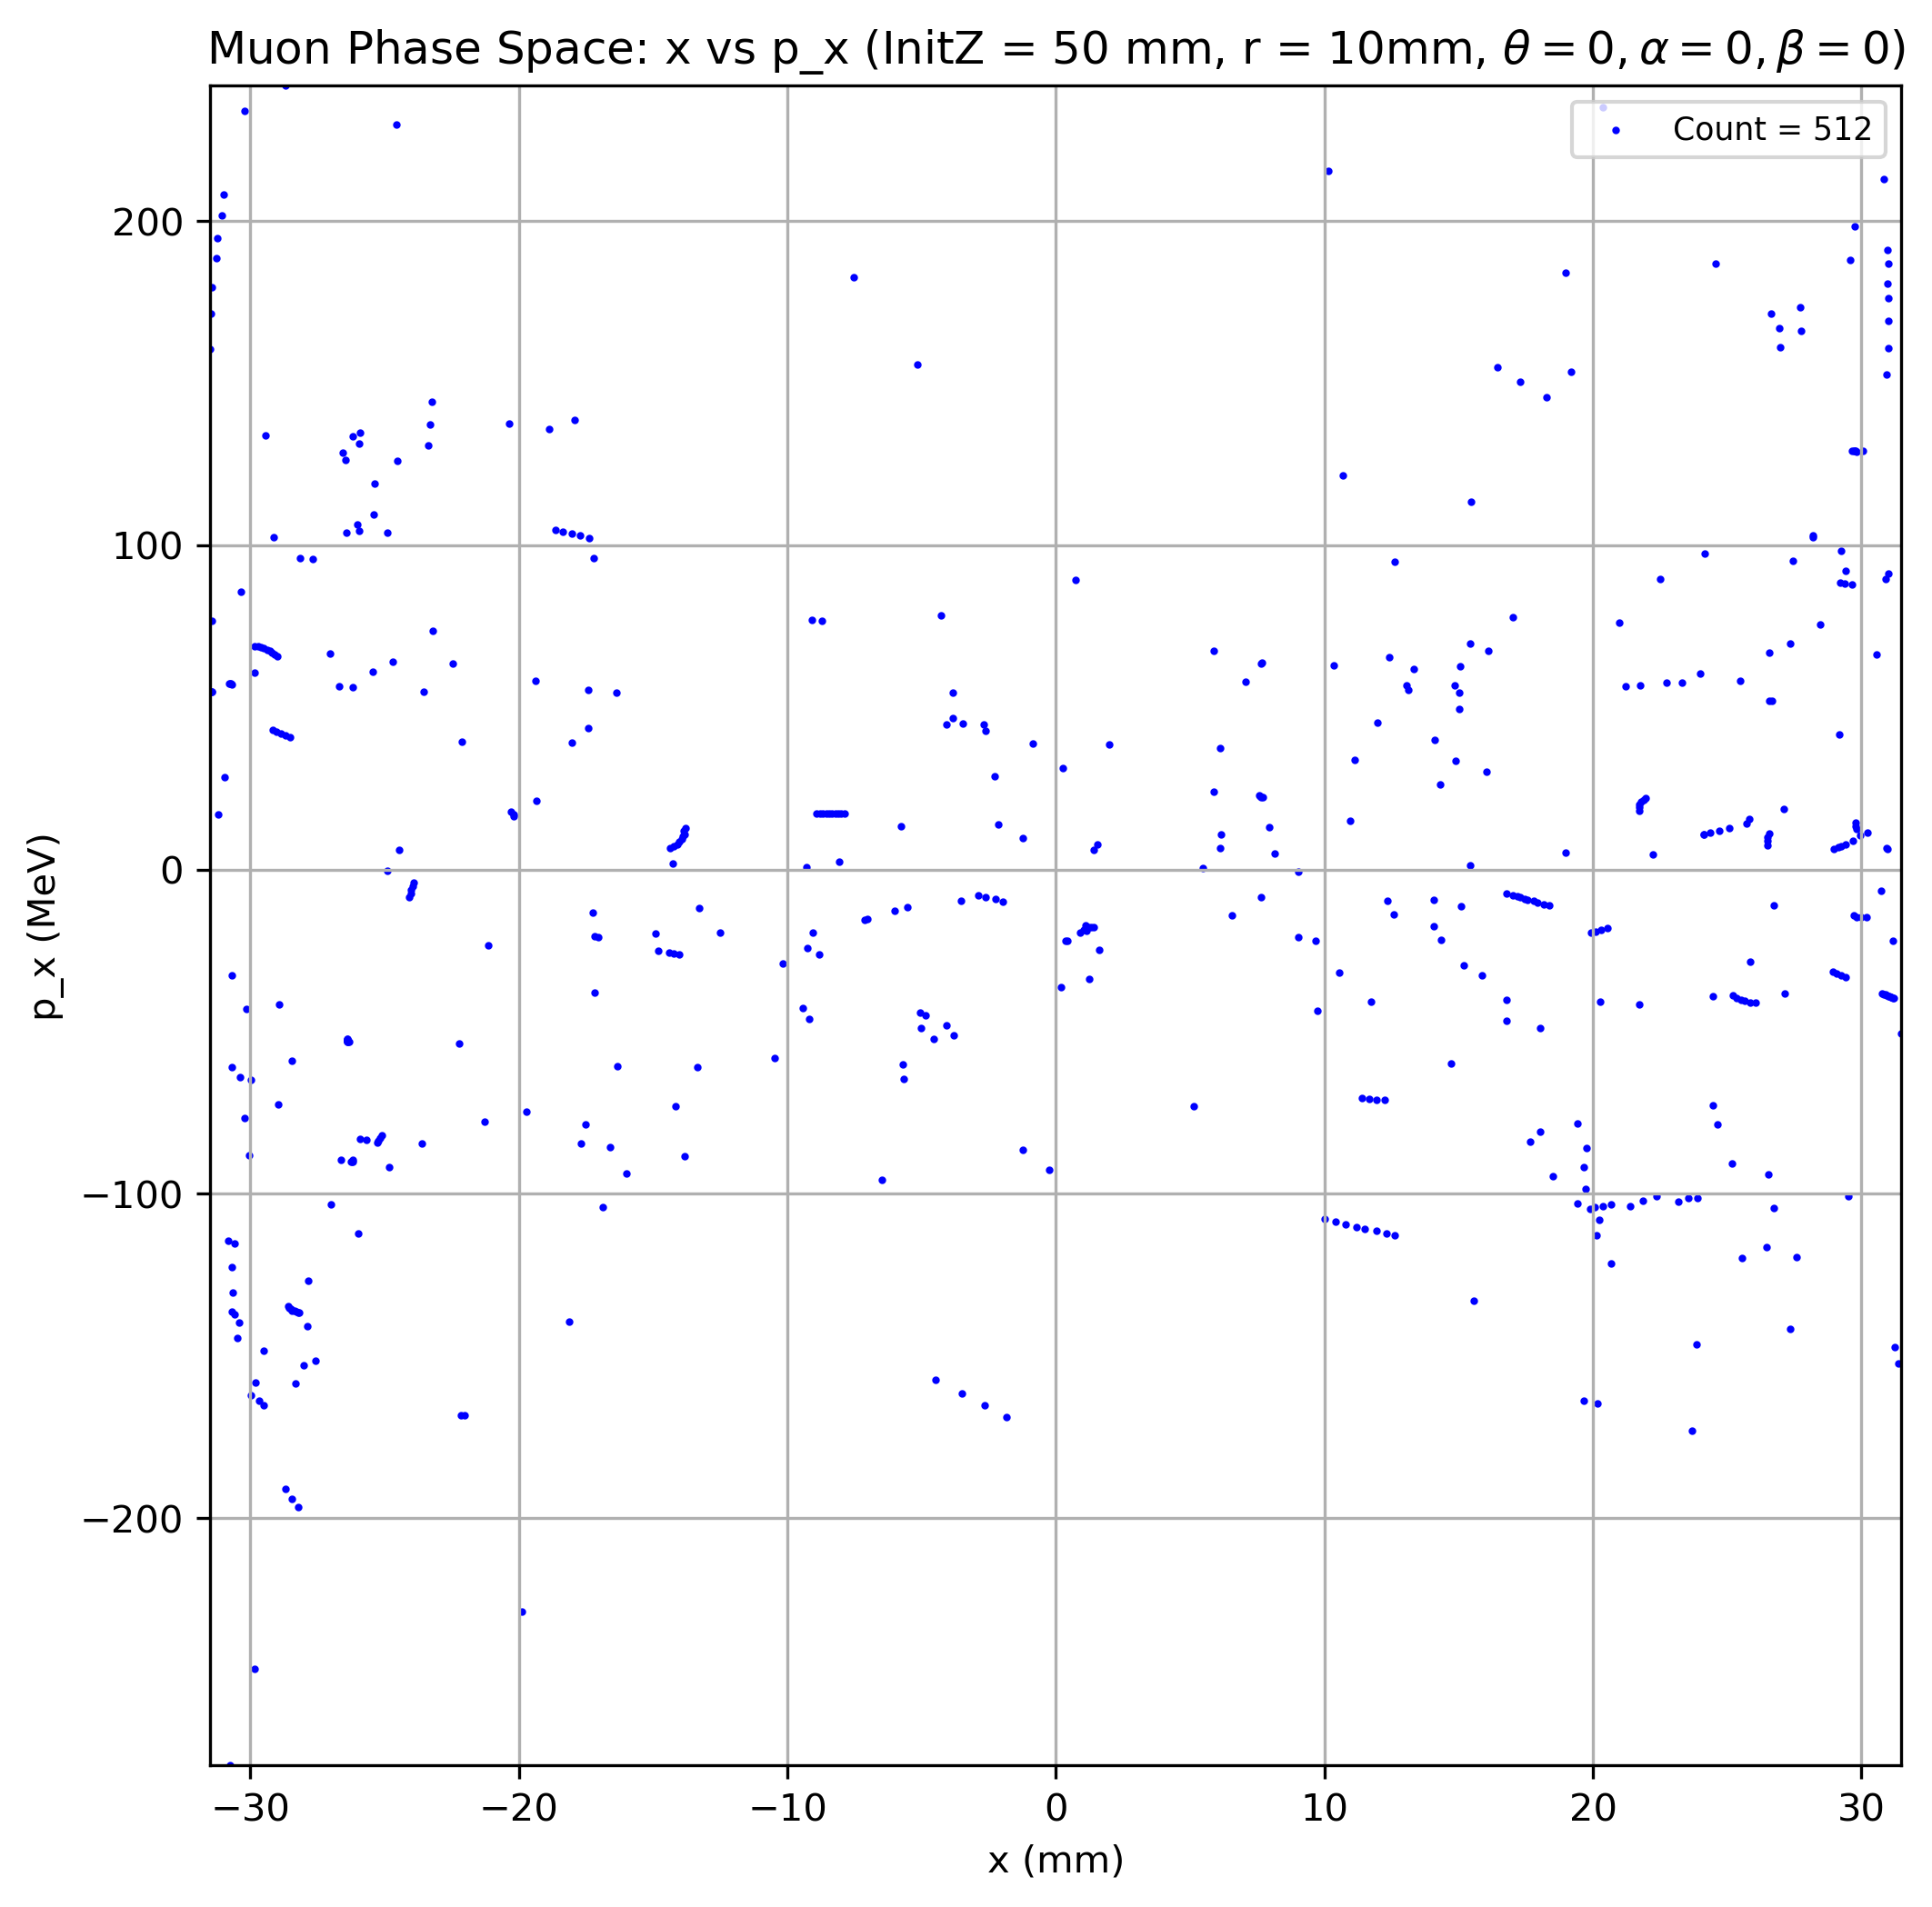 Muon Phase Space: x vs p_x (InitZ = 50 mm, r = 10mm, θ = 0, α = 0, β = 0)
Count = 512
200
100
0
−100
−200
p_x (MeV)
−30 −20 −10 0 10 20 30
x (mm)